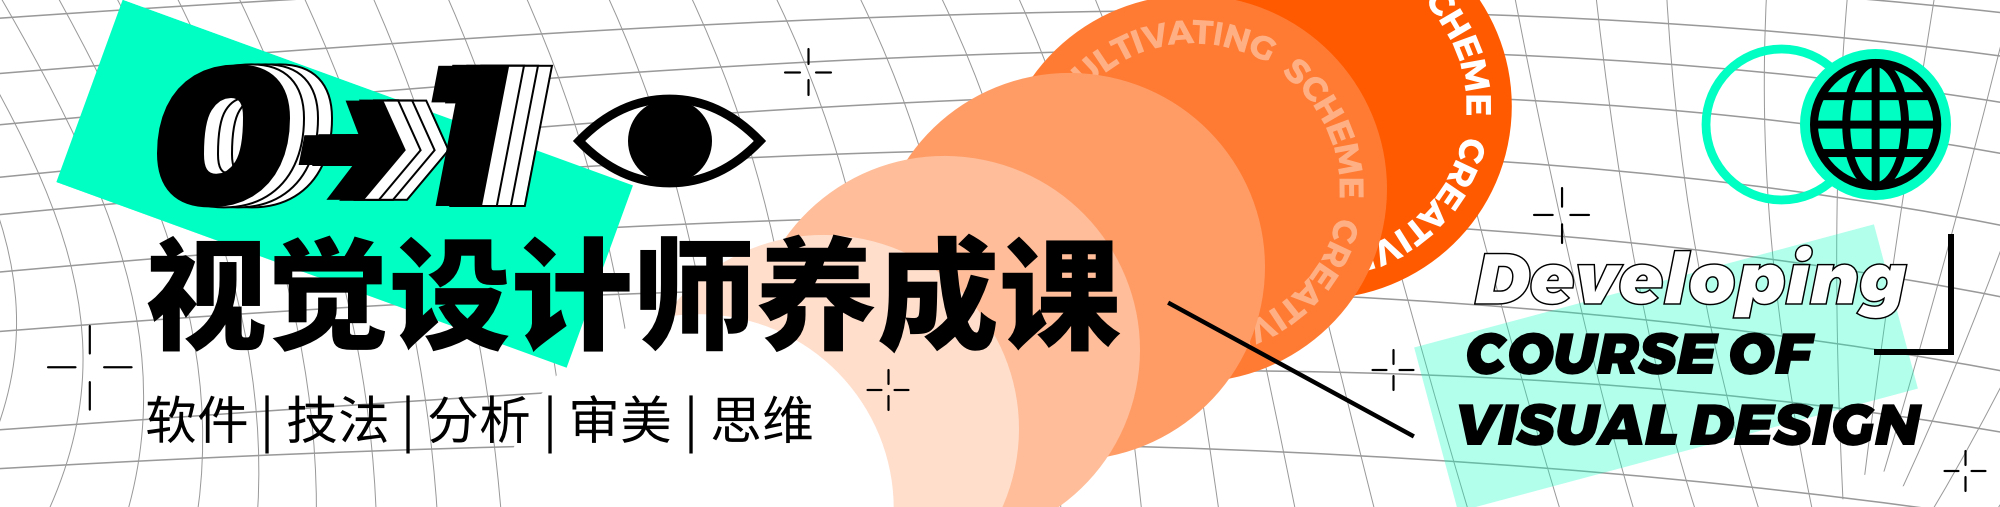 0→1
视觉设计师养成课
软件 | 技法 | 分析 | 审美 | 思维
ULTIVATING SCHEME CREATIV
CHEME CREATIV
Developing
COURSE OF
VISUAL DESIGN